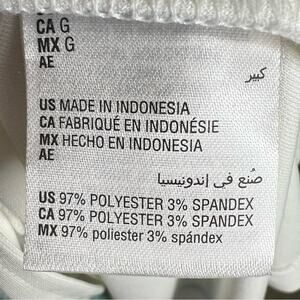 CA G
MX G
AE
كبير
US MADE IN INDONESIA
CA FABRIQUÉ EN INDONÉSIE
MX HECHO EN INDONESIA
AE
صُنع في إندونيسيا
US 97% POLYESTER 3% SPANDEX
CA 97% POLYESTER 3% SPANDEX
MX 97% poliester 3% spándex